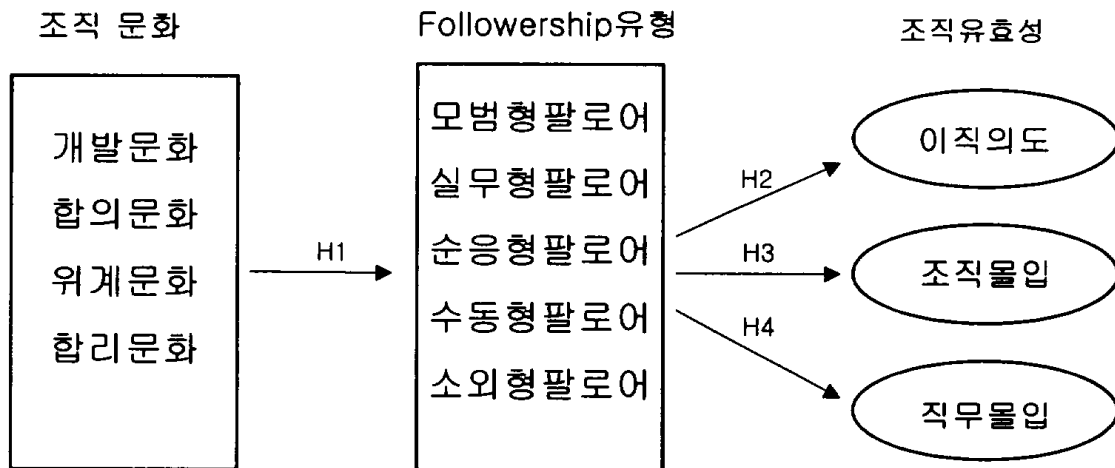 조직 문화
개발문화
합의문화
위계문화
합리문화
H1
Followership유형
모범형팔로어
실무형팔로어
순응형팔로어
수동형팔로어
소외형팔로어
H2
H3
H4
조직유효성
이직의도
조직몰입
직무몰입